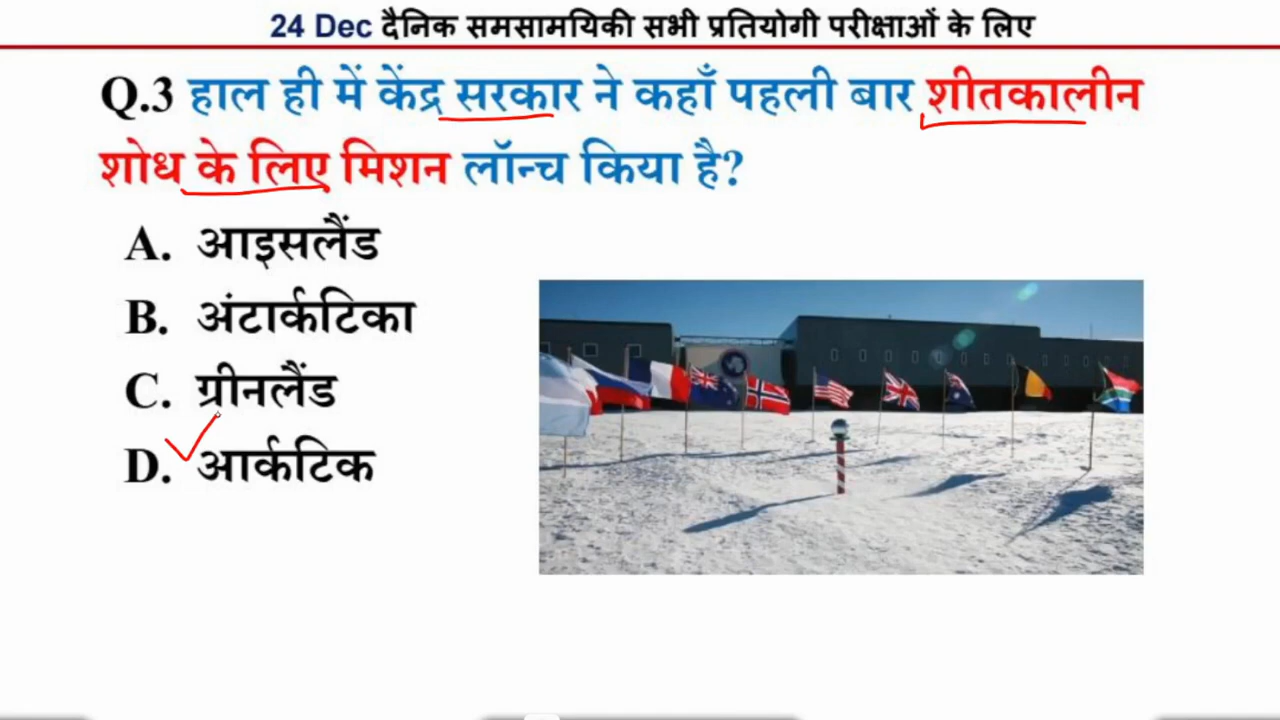 24 Dec दैनिक समसामयिकी सभी प्रतियोगी परीक्षाओं के लिए
Q.3 हाल ही में केंद्र सरकार ने कहाँ पहली बार शीतकालीन
शोध के लिए मिशन लॉन्च किया है?
A. आइसलैंड
B. अंटार्कटिका
C. ग्रीनलैंड
D. आर्कटिक